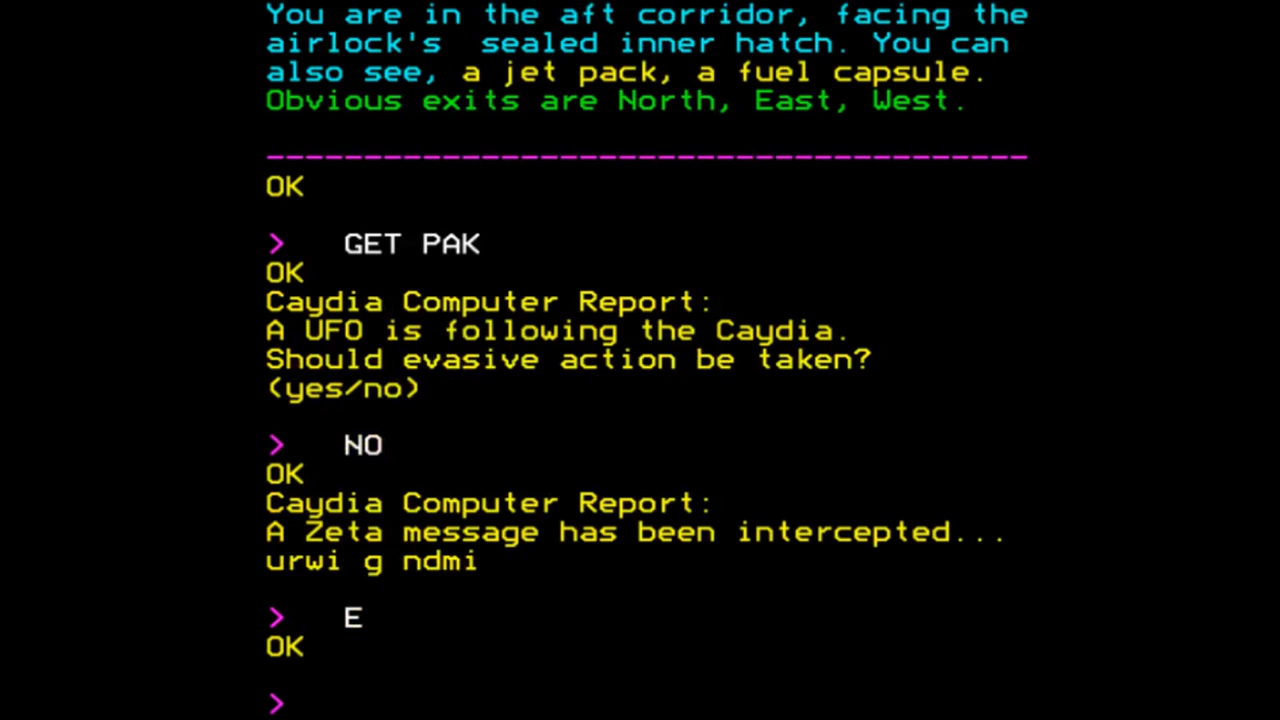 You are in the aft corridor, facing the
airlock's  sealed inner hatch. You can
also see, a jet pack, a fuel capsule.
Obvious exits are North, East, West.
---------------------------------------
OK
>   GET PAK
OK
Caydia Computer Report:
A UFO is following the Caydia.
Should evasive action be taken?
(yes/no)
>   NO
OK
Caydia Computer Report:
A Zeta message has been intercepted...
urwi g ndmi
>   E
OK
>